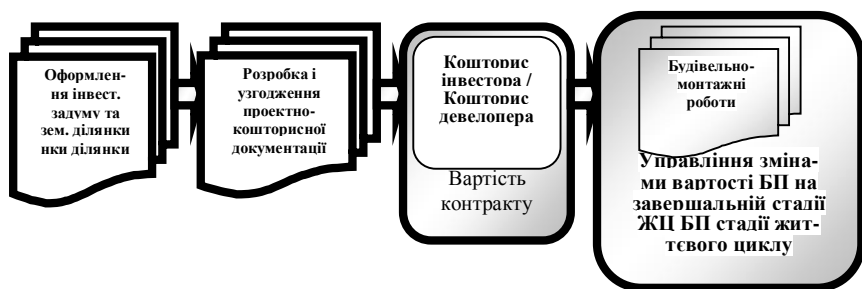 Оформлен-
ня інвест.
задуму та
зем. ділянки
нки ділянки
Розробка і
узгодження
проектно-
кошторисної
документації
Кошторис
інвестора /
Кошторис
девелопера
Вартість
контракту
Будівельно-
монтажні
роботи
Управління зміна-
ми вартості БП на
завершальній стадії
ЖЦ БП стадії жит-
тєвого циклу